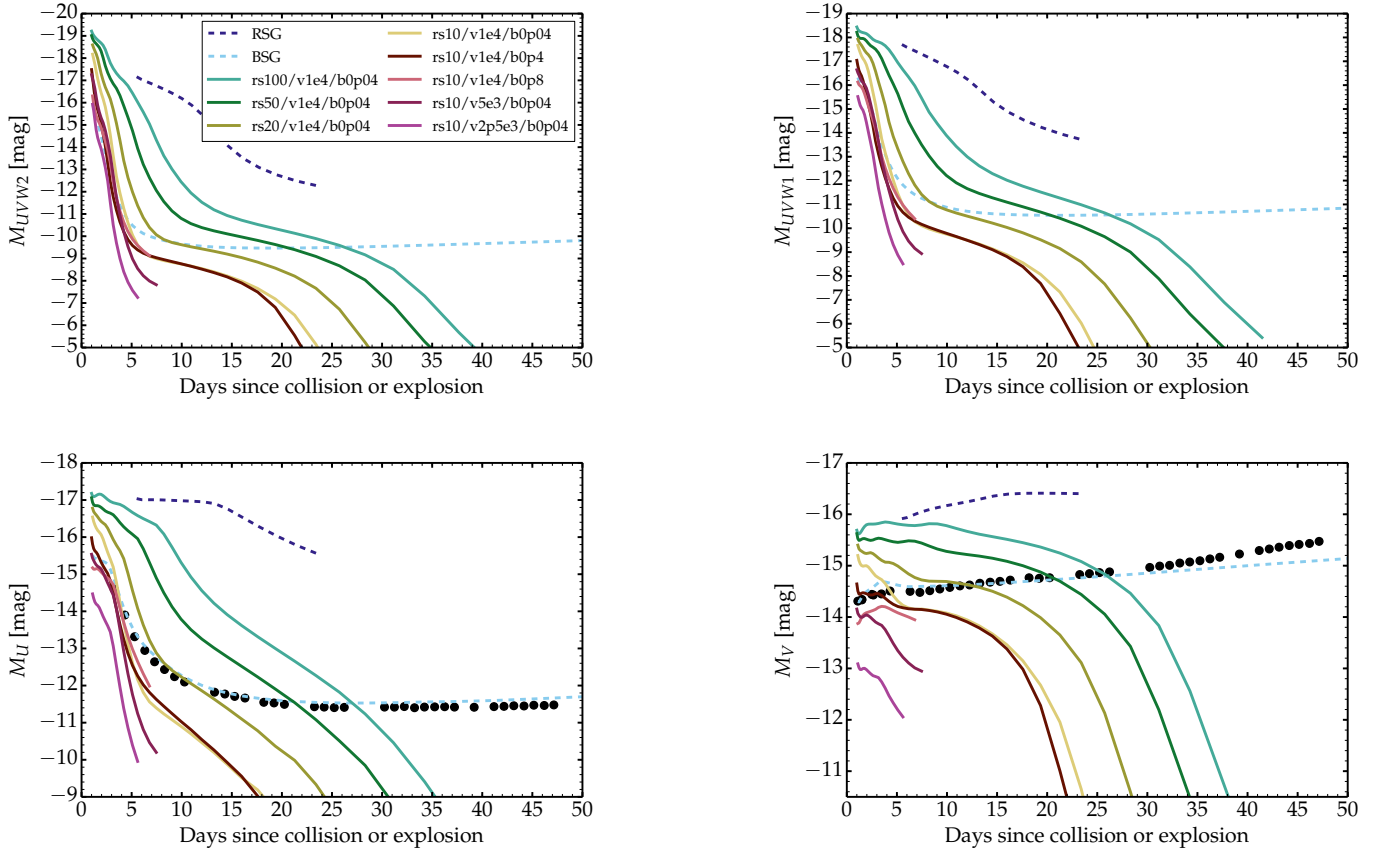 −20
−19
−18
−17
−16
−15
−14
−13
−12
−11
−10
−9
−8
−7
−6
−5
M_{UVW2} [mag]
RSG
BSG
rs100/v1e4/b0p04
rs50/v1e4/b0p04
rs20/v1e4/b0p04
rs10/v1e4/b0p04
rs10/v1e4/b0p4
rs10/v1e4/b0p8
rs10/v5e3/b0p04
rs10/v2p5e3/b0p04
0 5 10 15 20 25 30 35 40 45 50
Days since collision or explosion
−19
−18
−17
−16
−15
−14
−13
−12
−11
−10
−9
−8
−7
−6
−5
M_{UVW1} [mag]
0 5 10 15 20 25 30 35 40 45 50
Days since collision or explosion
−18
−17
−16
−15
−14
−13
−12
−11
−10
−9
M_U [mag]
0 5 10 15 20 25 30 35 40 45 50
Days since collision or explosion
−17
−16
−15
−14
−13
−12
−11
M_V [mag]
0 5 10 15 20 25 30 35 40 45 50
Days since collision or explosion